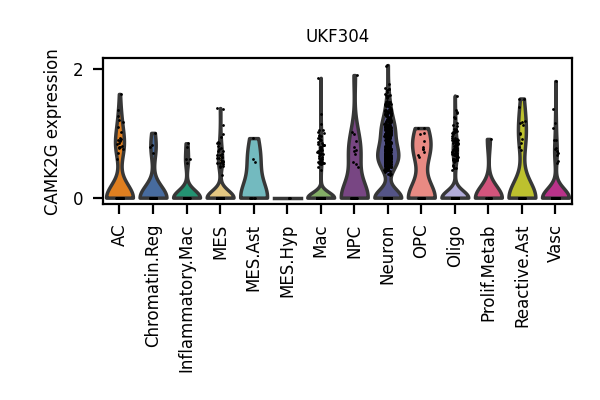 UKF304
CAMK2G expression
2
0
AC
Chromatin.Reg
Inflammatory.Mac
MES
MES.Ast
MES.Hyp
Mac
NPC
Neuron
OPC
Oligo
Prolif.Metab
Reactive.Ast
Vasc